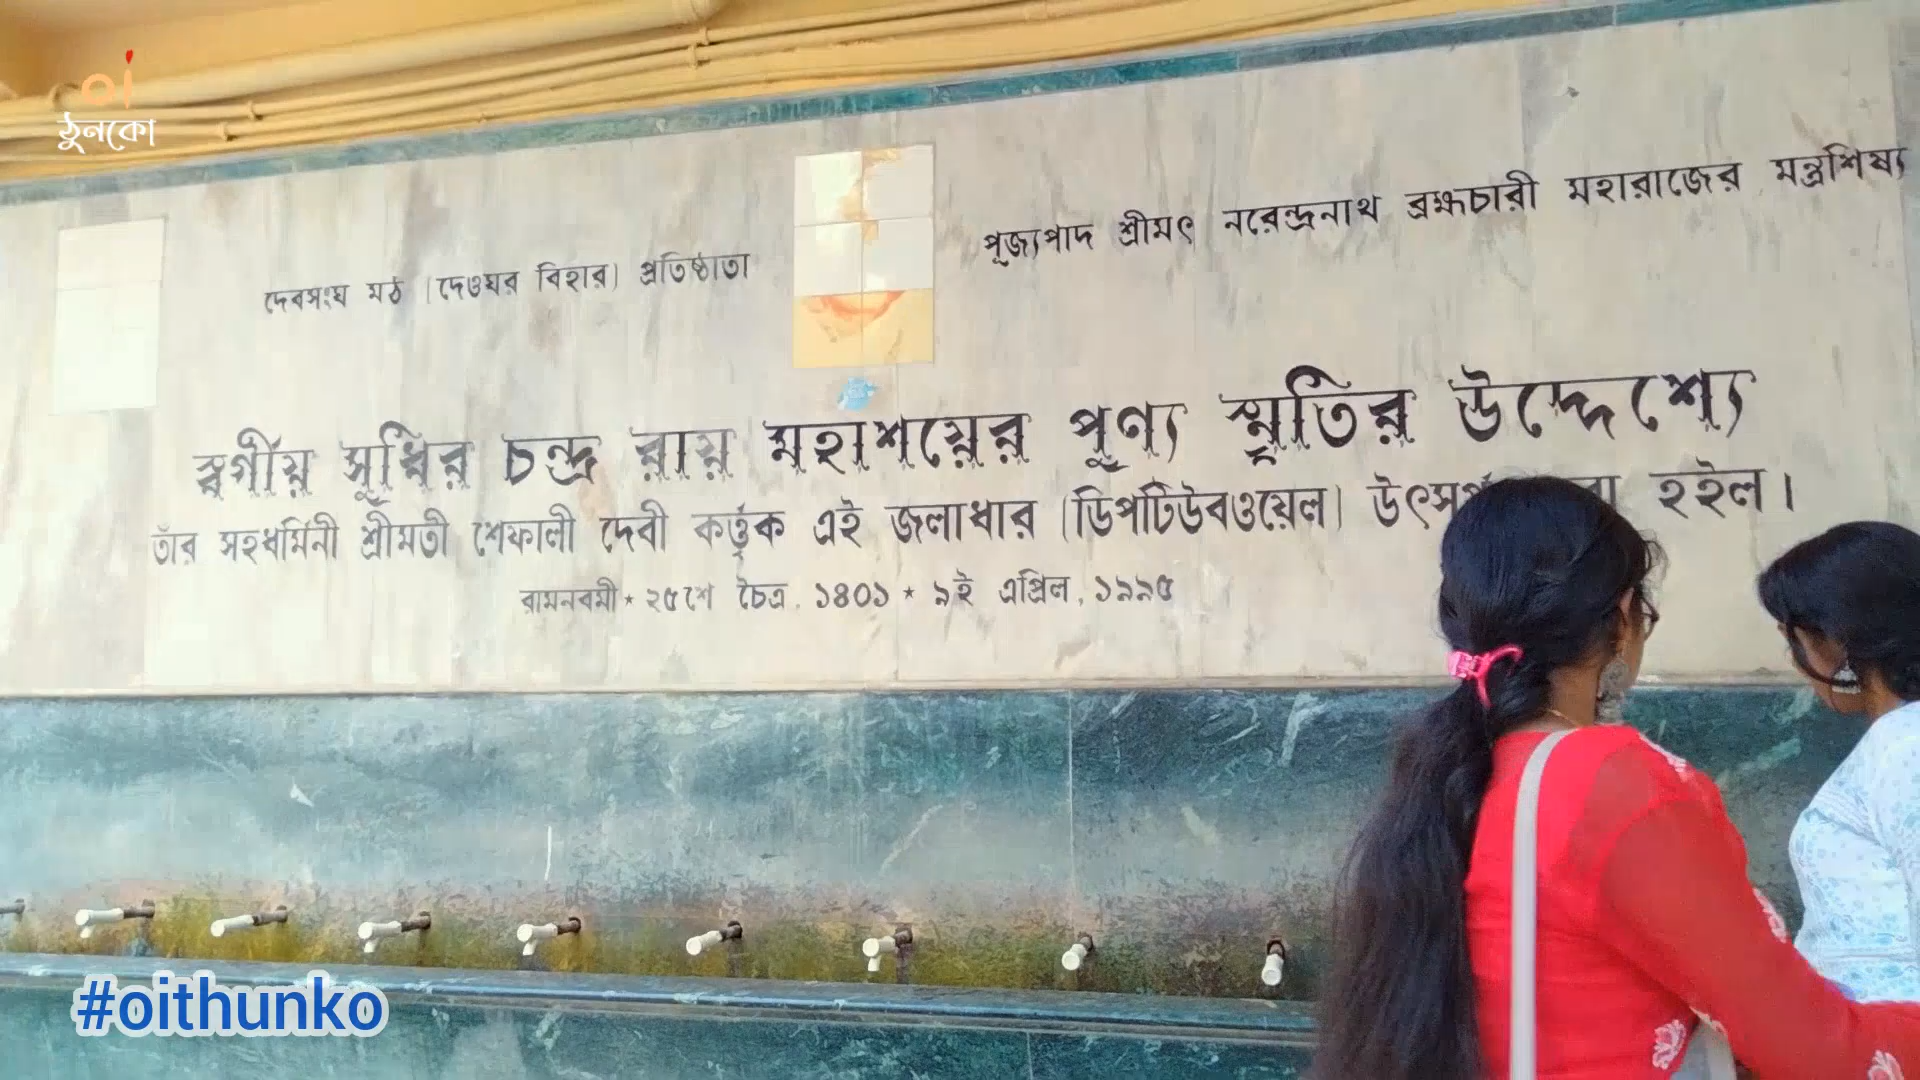 oi
ঠুনকো
দেবসংঘ মঠ (দেওঘর বিহার) প্রতিষ্ঠাতা পূজ্যপাদ শ্রীমৎ নরেন্দ্রনাথ ব্রহ্মচারী মহারাজের মন্ত্রশিষ্য
স্বর্গীয় সুধির চন্দ্র রায় মহাশয়ের পূণ্য স্মৃতির উদ্দেশ্যে
তাঁর সহধর্মিনী শ্রীমতী শেফালী দেবী কর্ত্তৃক এই জলাধার (ডিপটিউবওয়েল) হইল।
রামনবমী * ২৫শে চৈত্র, ১৪০১ * ৯ই এপ্রিল, ১৯৯৫
#oithunko